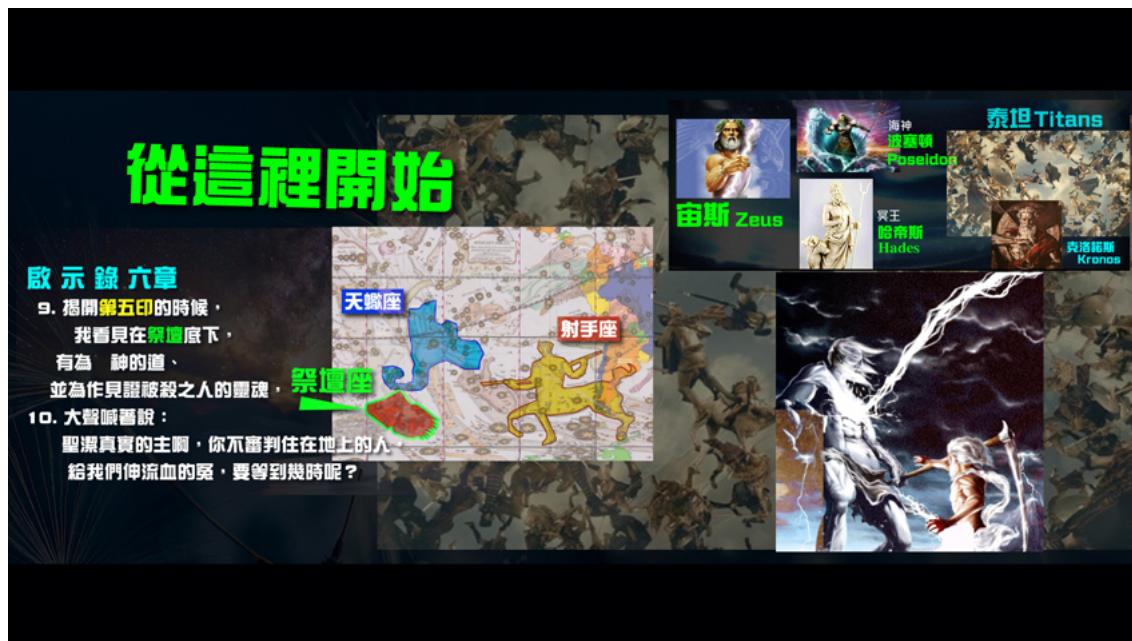 從這裡開始
啟示錄六章
9. 揭開第五印的時候，
我看見在祭壇底下，
有為　神的道、
並為作見證被殺之人的靈魂，
10. 大聲喊著說：
聖潔真實的主啊，你不審判住在地上的人，
給我們伸流血的冤，要等到幾時呢？
天蠍座
射手座
祭壇座
宙斯 Zeus
海神
波塞頓
Poseidon
冥王
哈帝斯
Hades
泰坦 Titans
克洛諾斯
Kronos